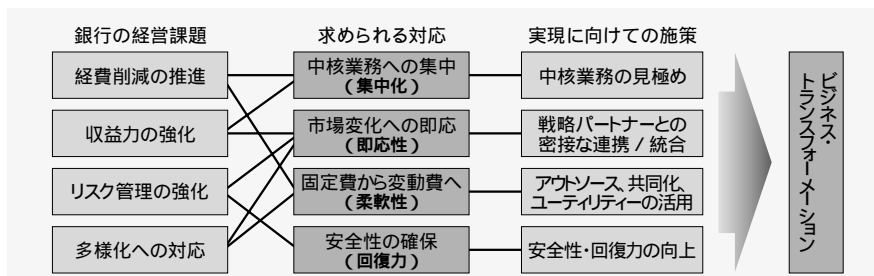 銀行の経営課題
求められる対応
実現に向けての施策
経費削減の推進
中核業務への集中
(集中化)
中核業務の見極め
収益力の強化
市場変化への即応
(即応性)
戦略パートナーとの
密接な連携 / 統合
リスク管理の強化
固定費から変動費へ
(柔軟性)
アウトソース、共同化、
ユーティリティーの活用
多様化への対応
安全性の確保
(回復力)
安全性・回復力の向上
ビジネス・
トランスフォーメーション